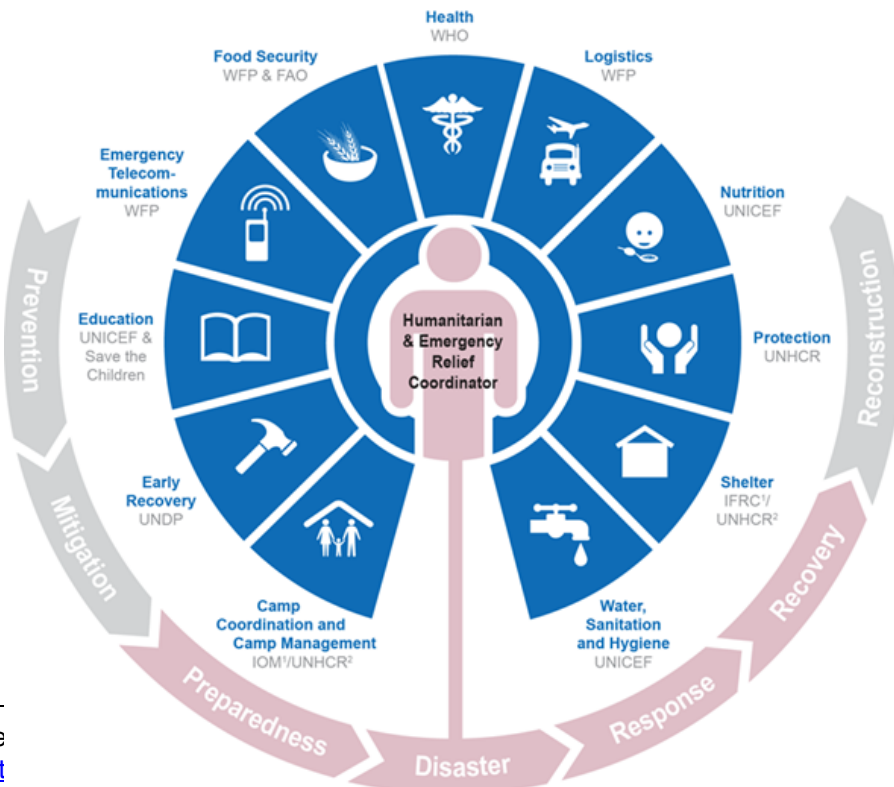 Health
WHO
Logistics
WFP
Nutrition
UNICEF
Protection
UNHCR
Shelter
IFRC¹/
UNHCR²
Water,
Sanitation
and Hygiene
UNICEF
Camp
Coordination and
Camp Management
IOM¹/UNHCR²
Early
Recovery
UNDP
Education
UNICEF &
Save the
Children
Emergency
Telecom-
munications
WFP
Food Security
WFP & FAO
Humanitarian
& Emergency
Relief
Coordinator
Prevention
Mitigation
Preparedness
Disaster
Response
Recovery
Reconstruction